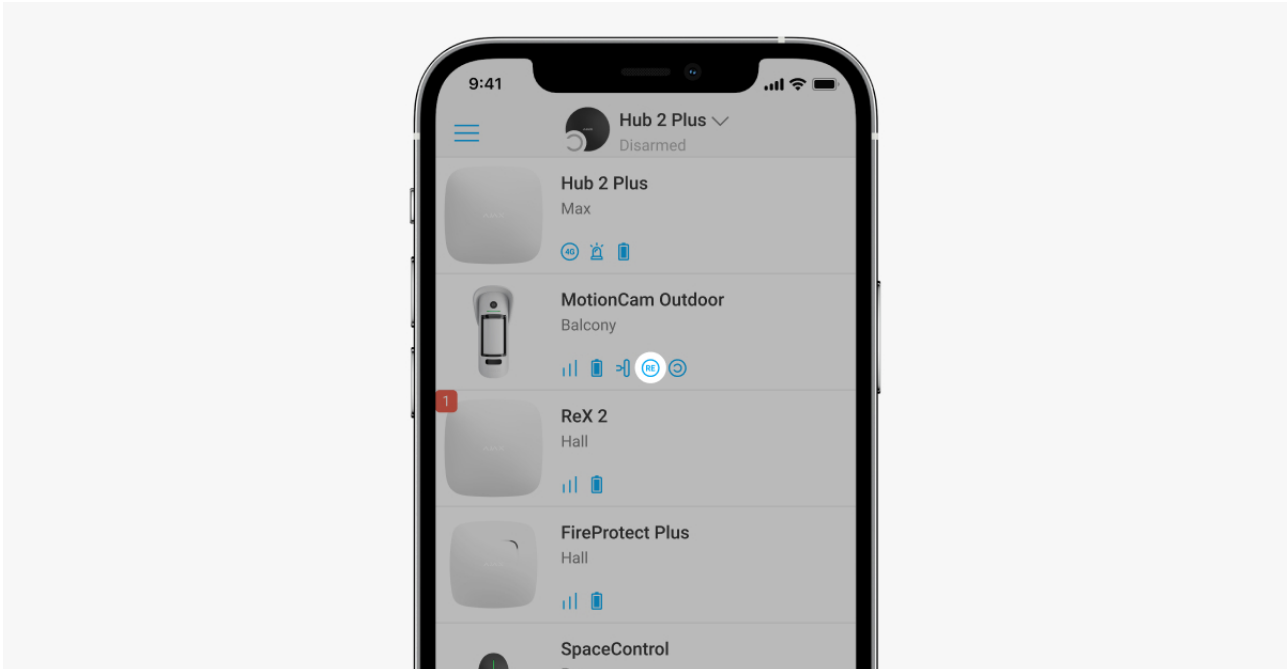 9:41
Hub 2 Plus
Disarmed
Hub 2 Plus
Max
4G
MotionCam Outdoor
Balcony
RE
1
ReX 2
Hall
FireProtect Plus
Hall
SpaceControl